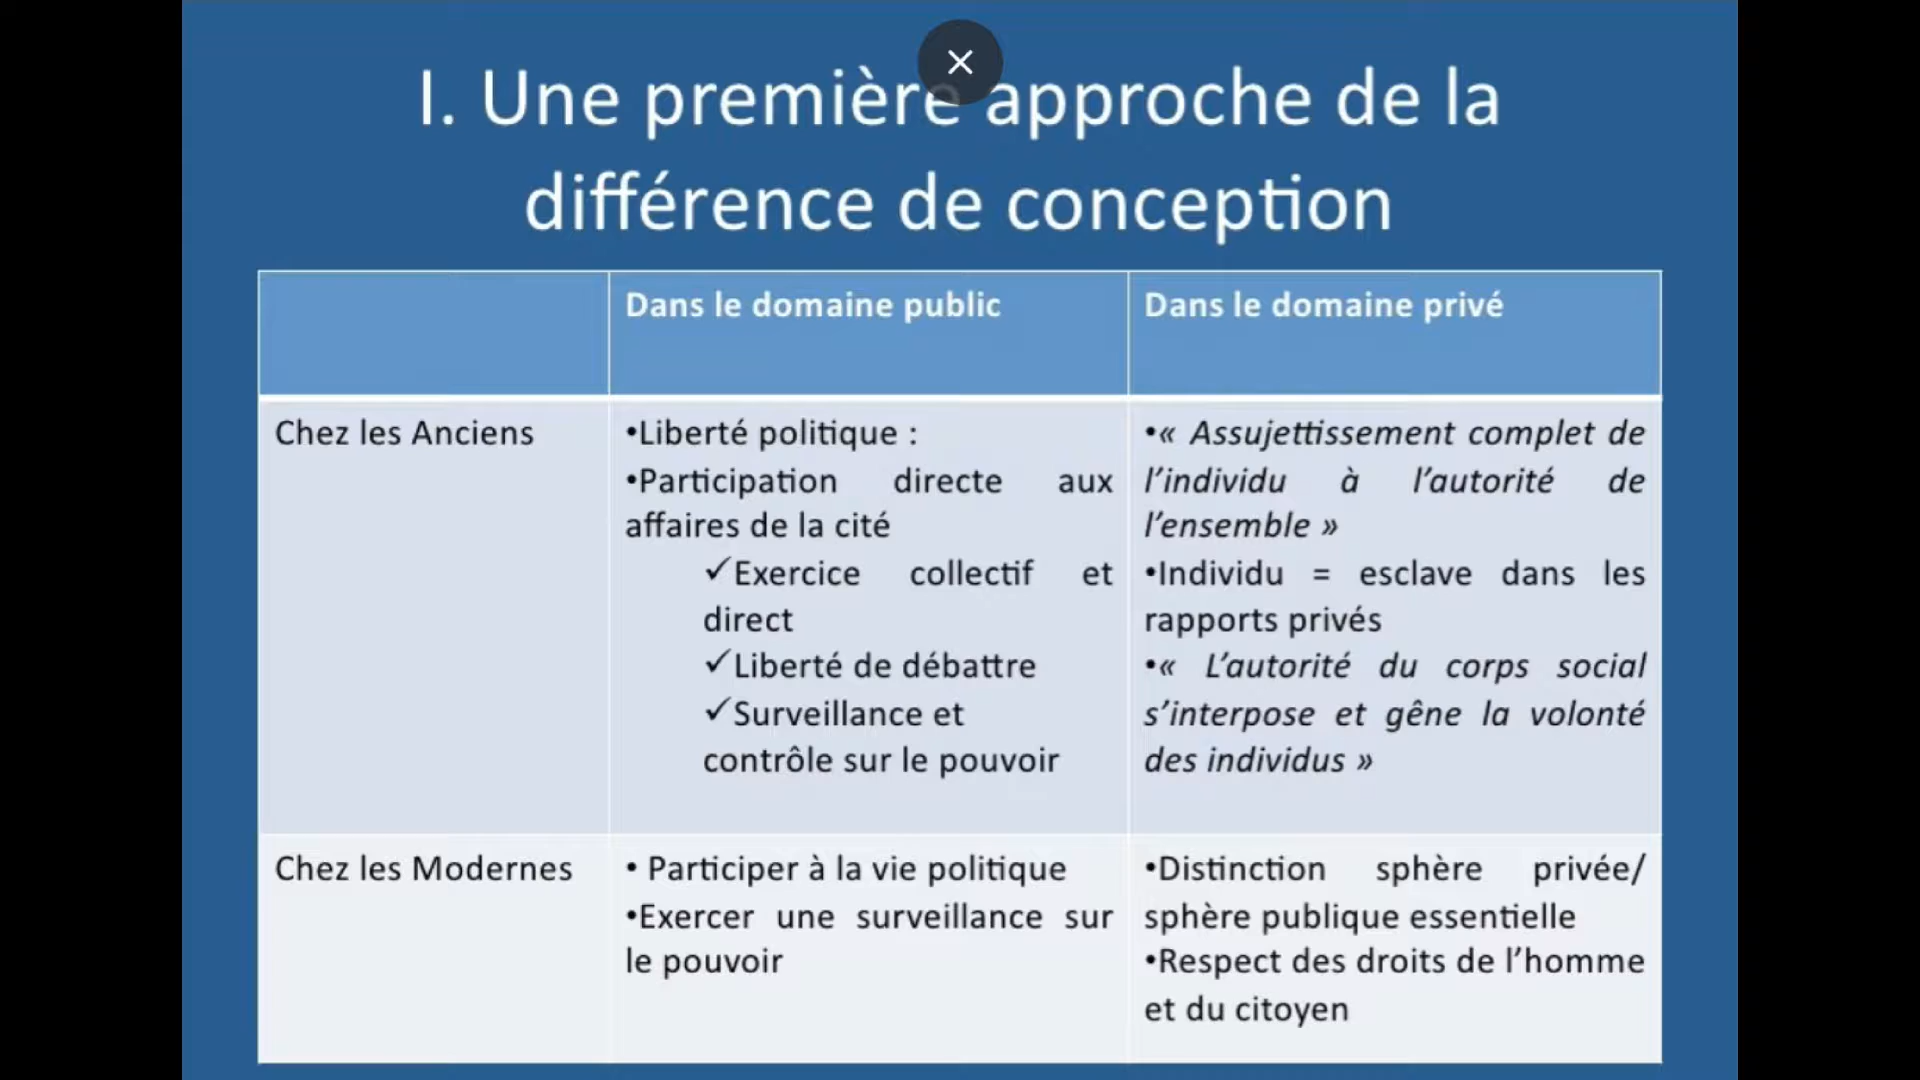 I. Une première approche de la
différence de conception
Dans le domaine public
Dans le domaine privé
Chez les Anciens
•Liberté politique :
•Participation directe aux
affaires de la cité
✓Exercice collectif et
direct
✓Liberté de débattre
✓Surveillance et
contrôle sur le pouvoir
•« Assujettissement complet de
l’individu à l’autorité de
l’ensemble »
•Individu = esclave dans les
rapports privés
•« L’autorité du corps social
s’interpose et gêne la volonté
des individus »
Chez les Modernes
• Participer à la vie politique
•Exercer une surveillance sur
le pouvoir
•Distinction sphère privée/
sphère publique essentielle
•Respect des droits de l’homme
et du citoyen